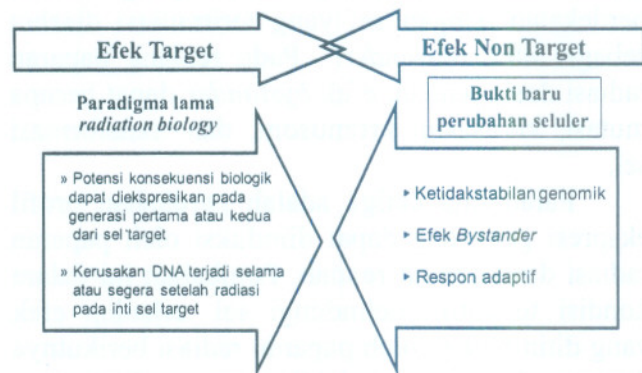 Efek Target
Efek Non Target
Paradigma lama
radiation biology
Bukti baru
perubahan seluler
» Potensi konsekuensi biologik
dapat diekspresikan pada
generasi pertama atau kedua
dari sel target
» Kerusakan DNA terjadi selama
atau segera setelah radiasi
pada inti sel target
▸ Ketidakstabilan genomik
▸ Efek Bystander
▸ Respon adaptif